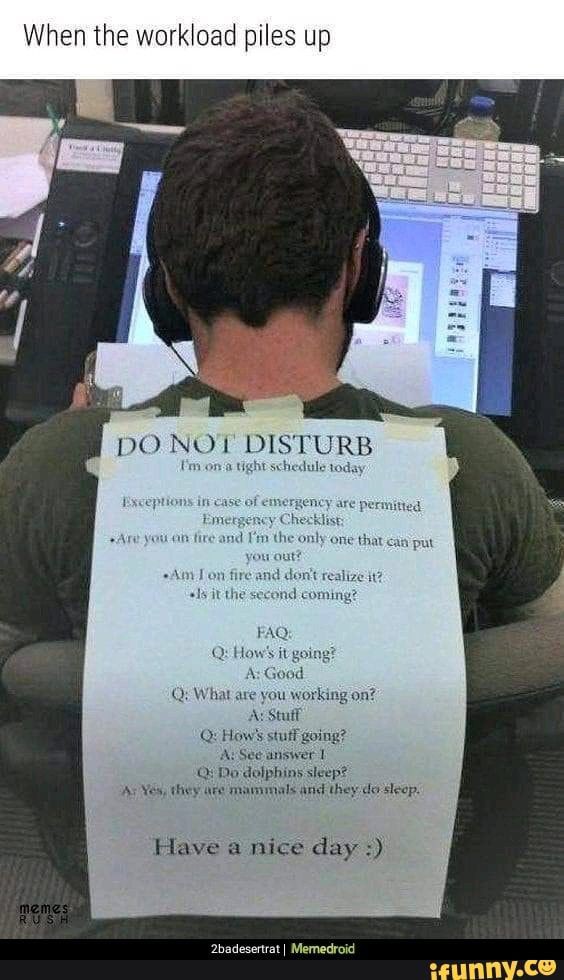 When the workload piles up
DO NOT DISTURB
I'm on a tight schedule today
Exceptions in case of emergency are permitted
Emergency Checklist:
•Are you on fire and I'm the only one that can put
you out?
•Am I on fire and don't realize it?
•Is it the second coming?
FAQ:
Q: How's it going?
A: Good
Q: What are you working on?
A: Stuff
Q: How's stuff going?
A: See answer 1
Q: Do dolphins sleep?
A: Yes, they are mammals and they do sleep.
Have a nice day :)
memes
RUSH
2badesertrat | Memedroid
ifunny.co